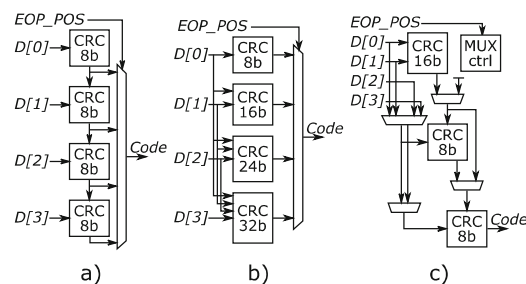 EOP_POS
D[0]
CRC
8b
D[1]
CRC
8b
D[2]
CRC
8b
D[3]
CRC
8b
Code
a)
EOP_POS
D[0]
CRC
8b
D[1]
CRC
16b
D[2]
CRC
24b
D[3]
CRC
32b
Code
b)
EOP_POS
D[0]
D[1]
D[2]
D[3]
CRC
16b
MUX
ctrl
CRC
8b
CRC
8b
Code
c)